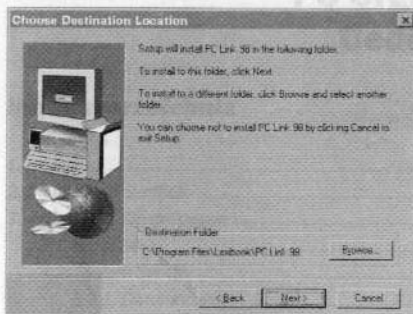 Choose Destination Location
Setup will install PC Link 98 in the following folder.
To install to this folder, click Next.
To install to a different folder, click Browse and select another
folder.
You can choose not to install PC Link 98 by clicking Cancel to
exit Setup.
Destination Folder
C:\Program Files\Lexibook\PC Link 98
Browse...
< Back
Next >
Cancel